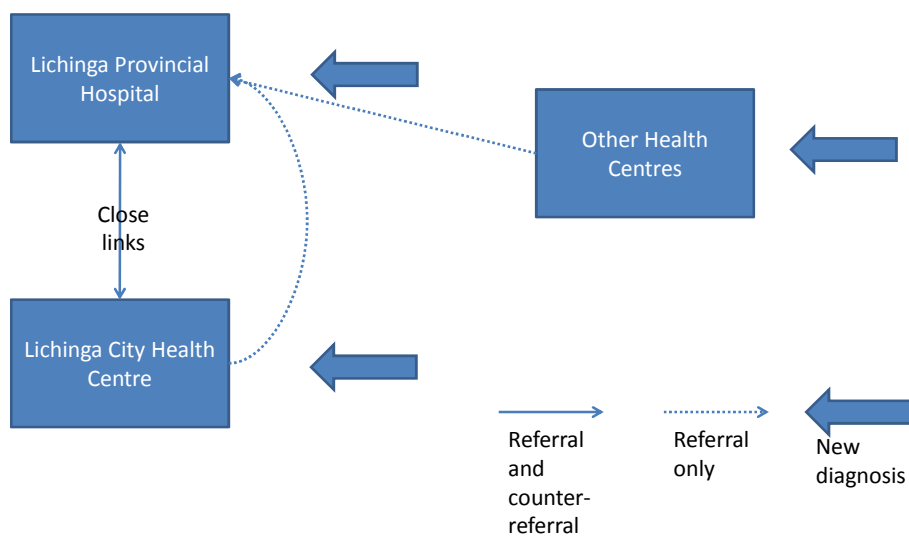 Lichinga Provincial
Hospital
Other Health
Centres
Close
links
Lichinga City Health
Centre
Referral
and
counter-
referral
Referral
only
New
diagnosis